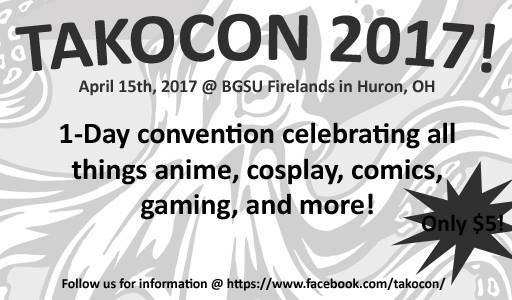 TAKOCON 2017!
April 15th, 2017 @ BGSU Firelands in Huron, OH
1-Day convention celebrating all
things anime, cosplay, comics,
gaming, and more!
Only $5!
Follow us for information @ https://www.facebook.com/takocon/